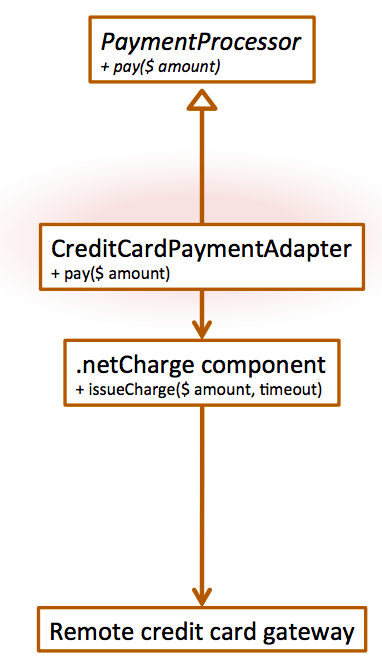 PaymentProcessor
+ pay($ amount)
CreditCardPaymentAdapter
+ pay($ amount)
.netCharge component
+ issueCharge($ amount, timeout)
Remote credit card gateway